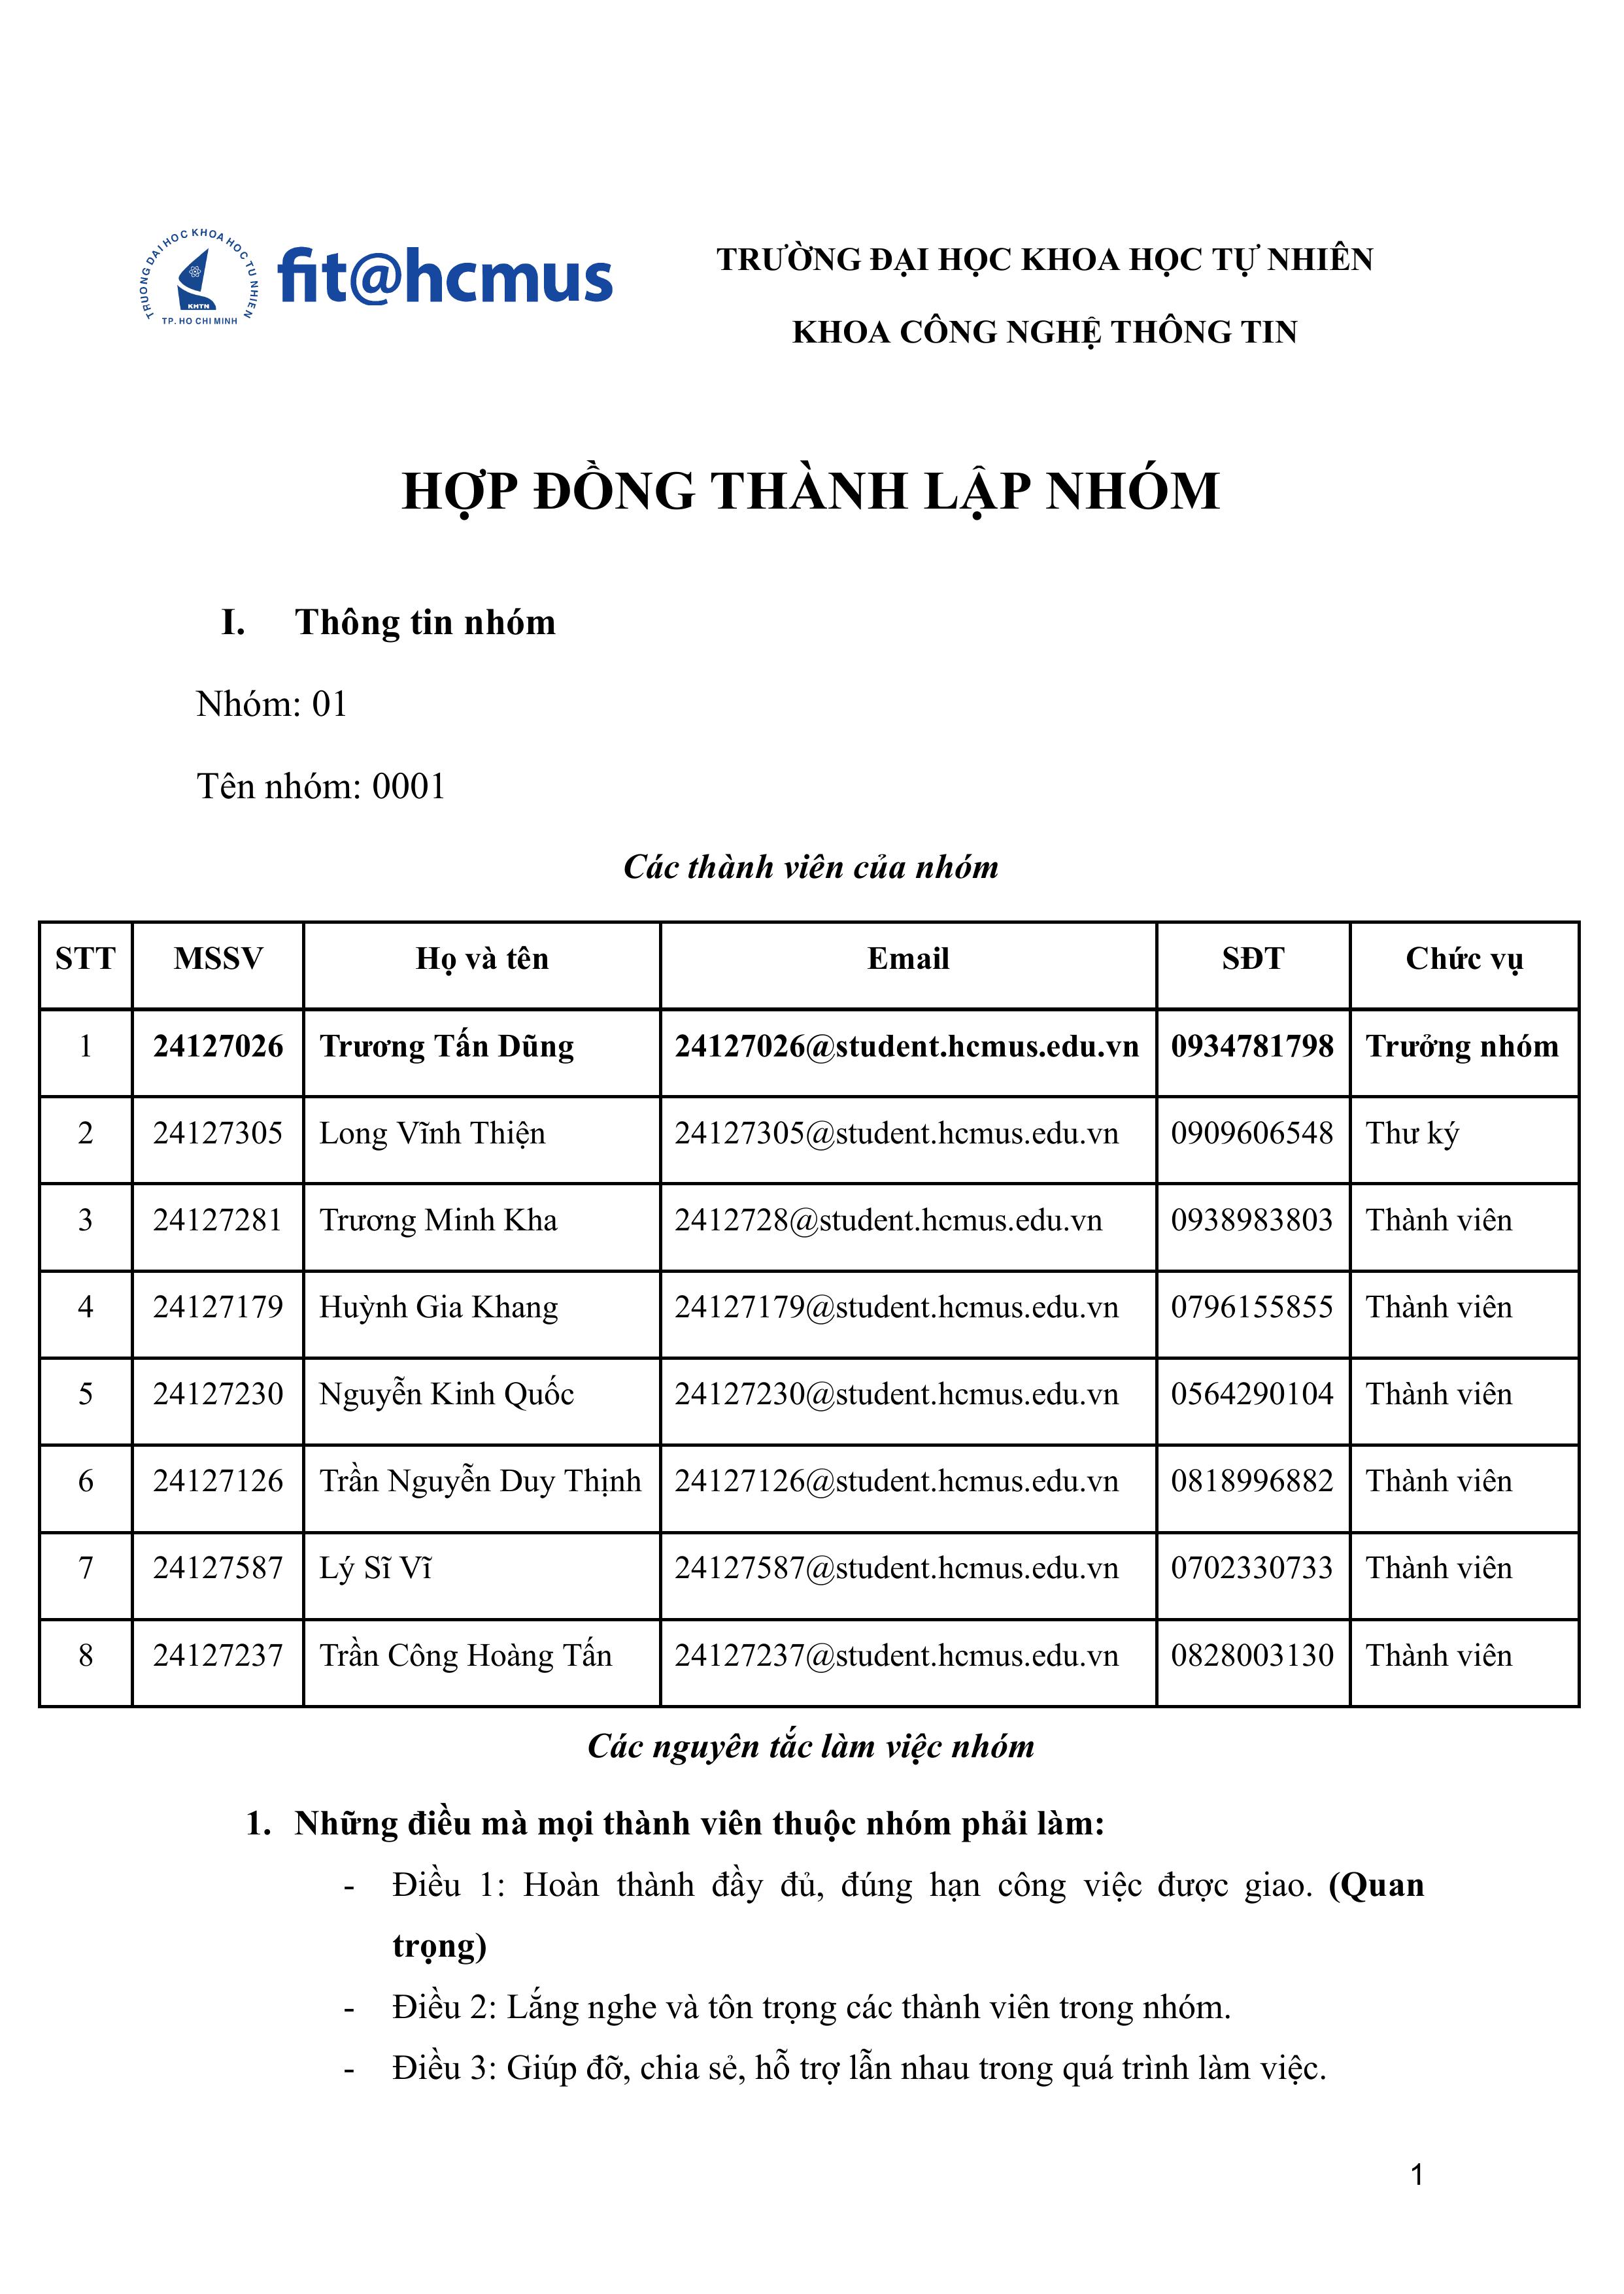 TRUONG DAI HOC KHOA HOC TU NHIEN
KHTN
TP. HO CHI MINH
fit@hcmus
TRƯỜNG ĐẠI HỌC KHOA HỌC TỰ NHIÊN
KHOA CÔNG NGHỆ THÔNG TIN
HỢP ĐỒNG THÀNH LẬP NHÓM
I. Thông tin nhóm
Nhóm: 01
Tên nhóm: 0001
Các thành viên của nhóm
STT MSSV Họ và tên Email SĐT Chức vụ
1 24127026 Trương Tấn Dũng 24127026@student.hcmus.edu.vn 0934781798 Trưởng nhóm
2 24127305 Long Vĩnh Thiện 24127305@student.hcmus.edu.vn 0909606548 Thư ký
3 24127281 Trương Minh Kha 2412728@student.hcmus.edu.vn 0938983803 Thành viên
4 24127179 Huỳnh Gia Khang 24127179@student.hcmus.edu.vn 0796155855 Thành viên
5 24127230 Nguyễn Kinh Quốc 24127230@student.hcmus.edu.vn 0564290104 Thành viên
6 24127126 Trần Nguyễn Duy Thịnh 24127126@student.hcmus.edu.vn 0818996882 Thành viên
7 24127587 Lý Sĩ Vĩ 24127587@student.hcmus.edu.vn 0702330733 Thành viên
8 24127237 Trần Công Hoàng Tấn 24127237@student.hcmus.edu.vn 0828003130 Thành viên
Các nguyên tắc làm việc nhóm
1. Những điều mà mọi thành viên thuộc nhóm phải làm:
- Điều 1: Hoàn thành đầy đủ, đúng hạn công việc được giao. (Quan
trọng)
- Điều 2: Lắng nghe và tôn trọng các thành viên trong nhóm.
- Điều 3: Giúp đỡ, chia sẻ, hỗ trợ lẫn nhau trong quá trình làm việc.
1